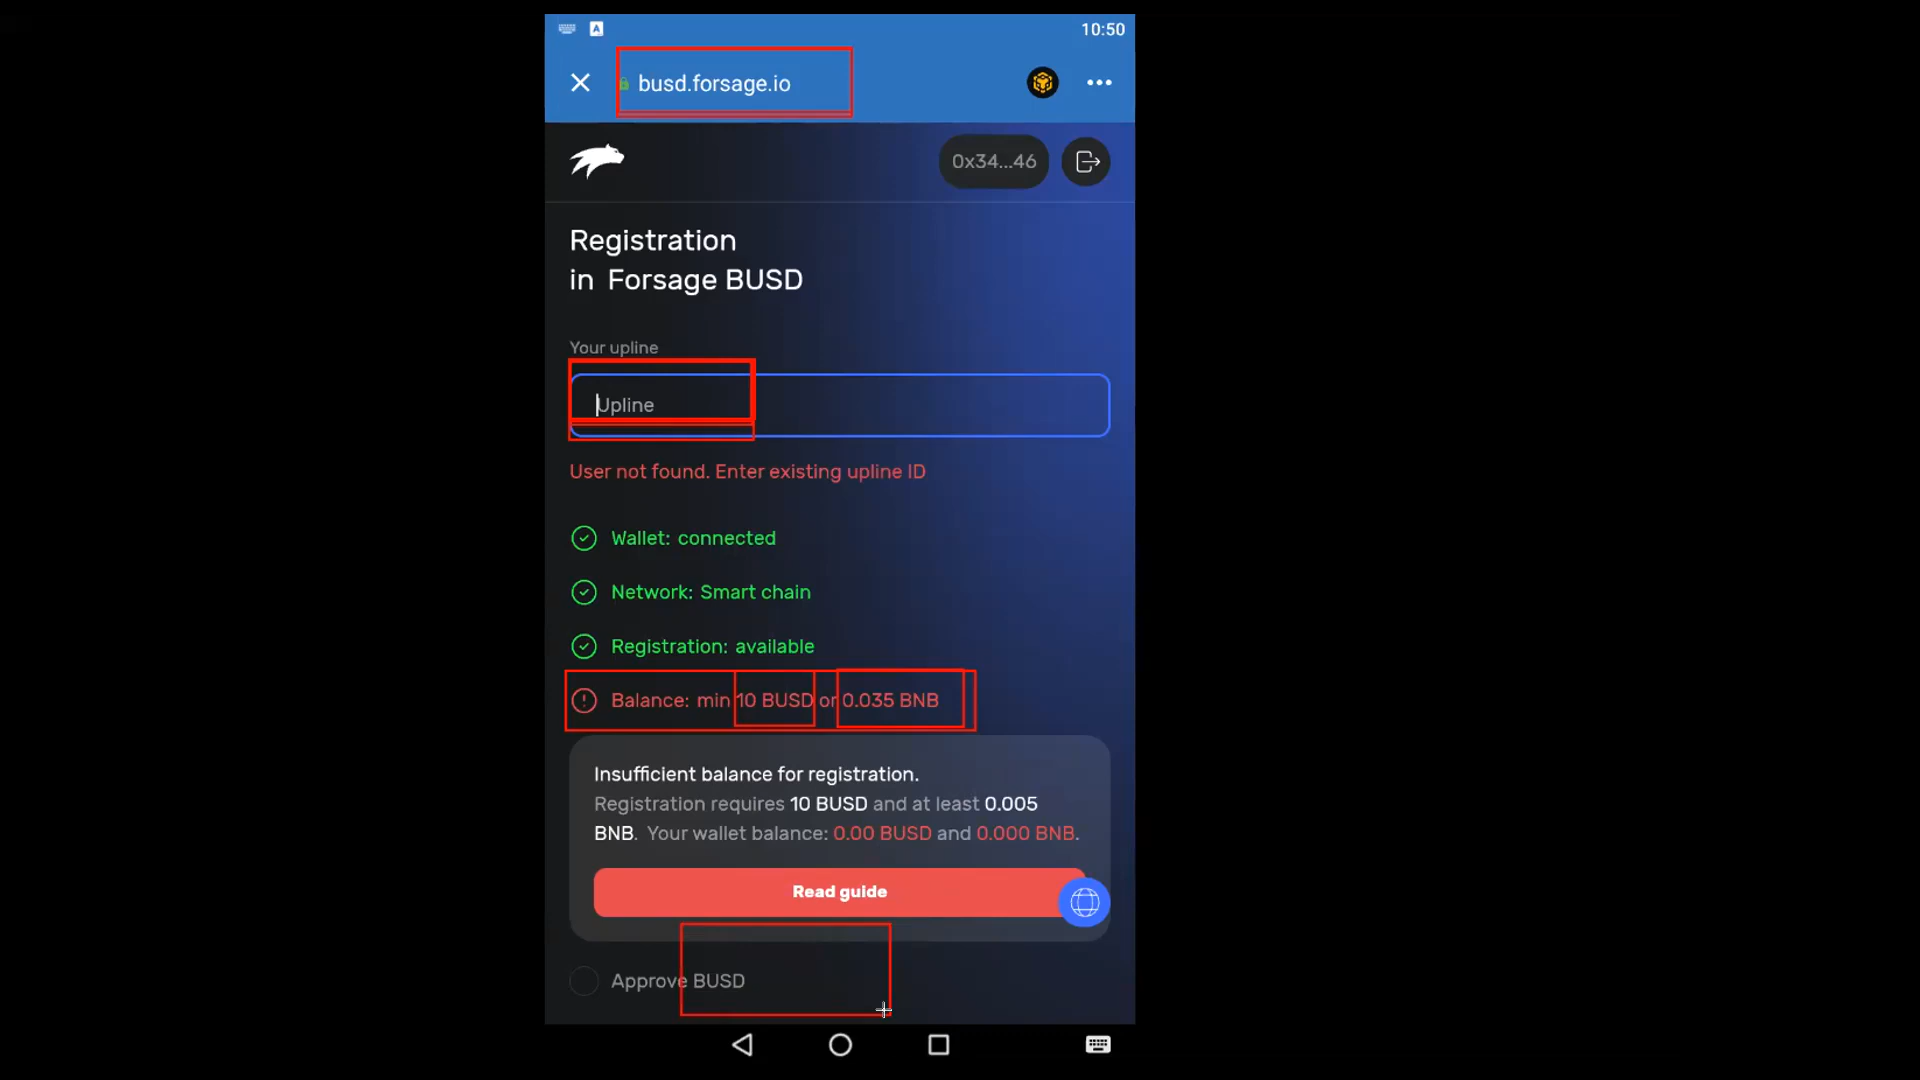 10:50
busd.forsage.io
0x34...46
Registration
in Forsage BUSD
Your upline
Upline
User not found. Enter existing upline ID
Wallet: connected
Network: Smart chain
Registration: available
Balance: min 10 BUSD or 0.035 BNB
Insufficient balance for registration.
Registration requires 10 BUSD and at least 0.005
BNB. Your wallet balance: 0.00 BUSD and 0.000 BNB.
Read guide
Approve BUSD